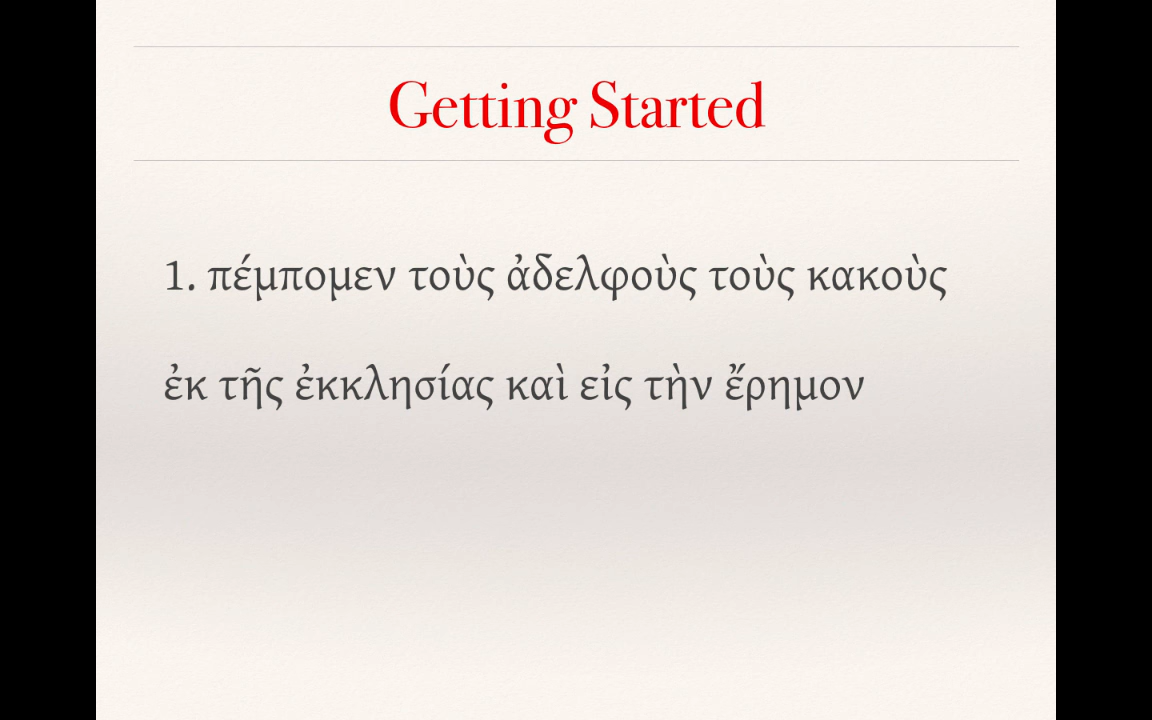 Getting Started
1. πέμπομεν τοὺς ἀδελφοὺς τοὺς κακοὺς
ἐκ τῆς ἐκκλησίας καὶ εἰς τὴν ἔρημον